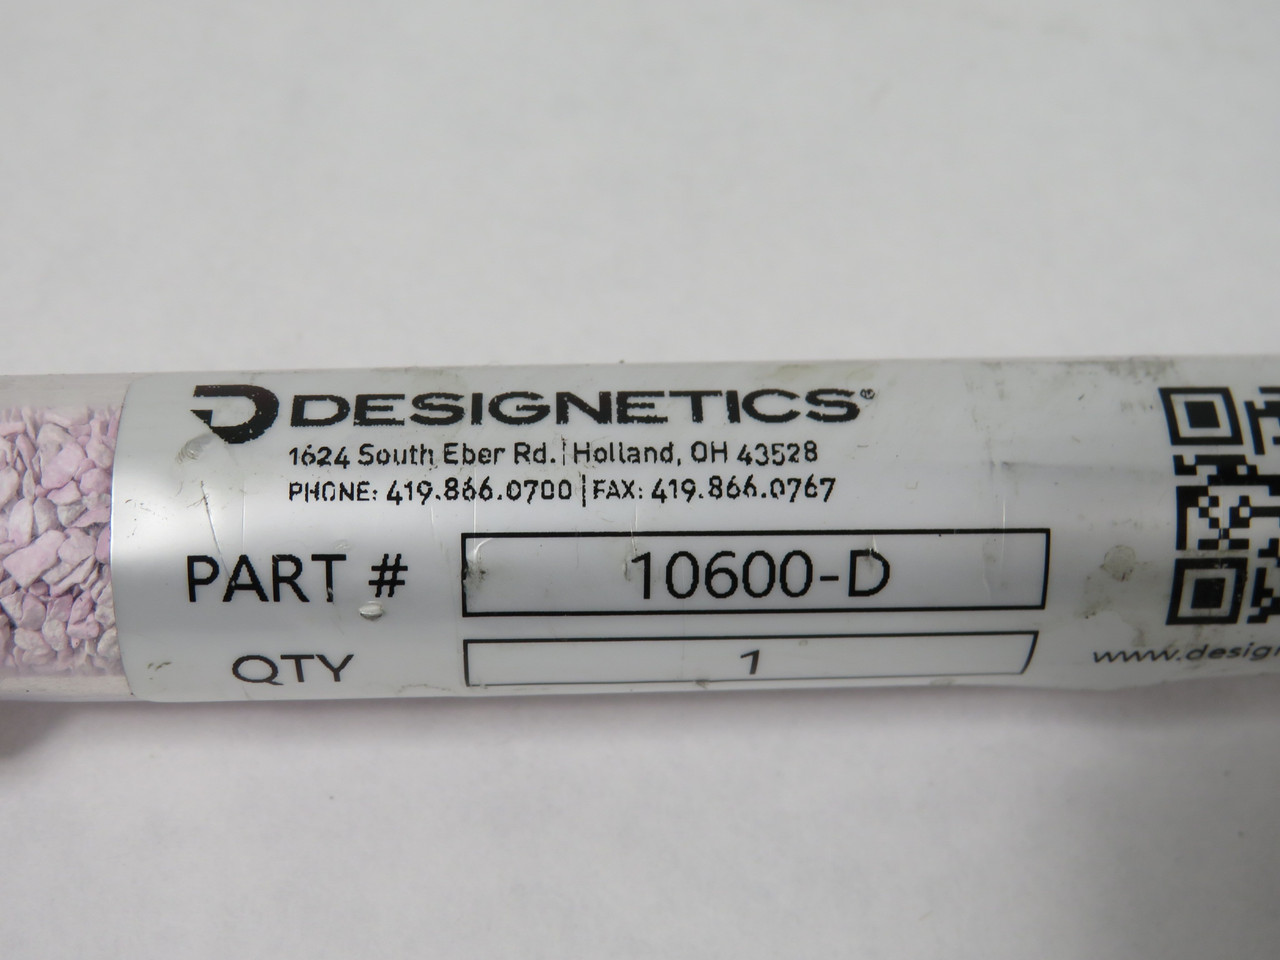 DESIGNETICS®
1624 South Eber Rd. | Holland, OH 43528
PHONE: 419.866.0700 | FAX: 419.866.0767
PART # 10600-D
QTY 1
www.desig